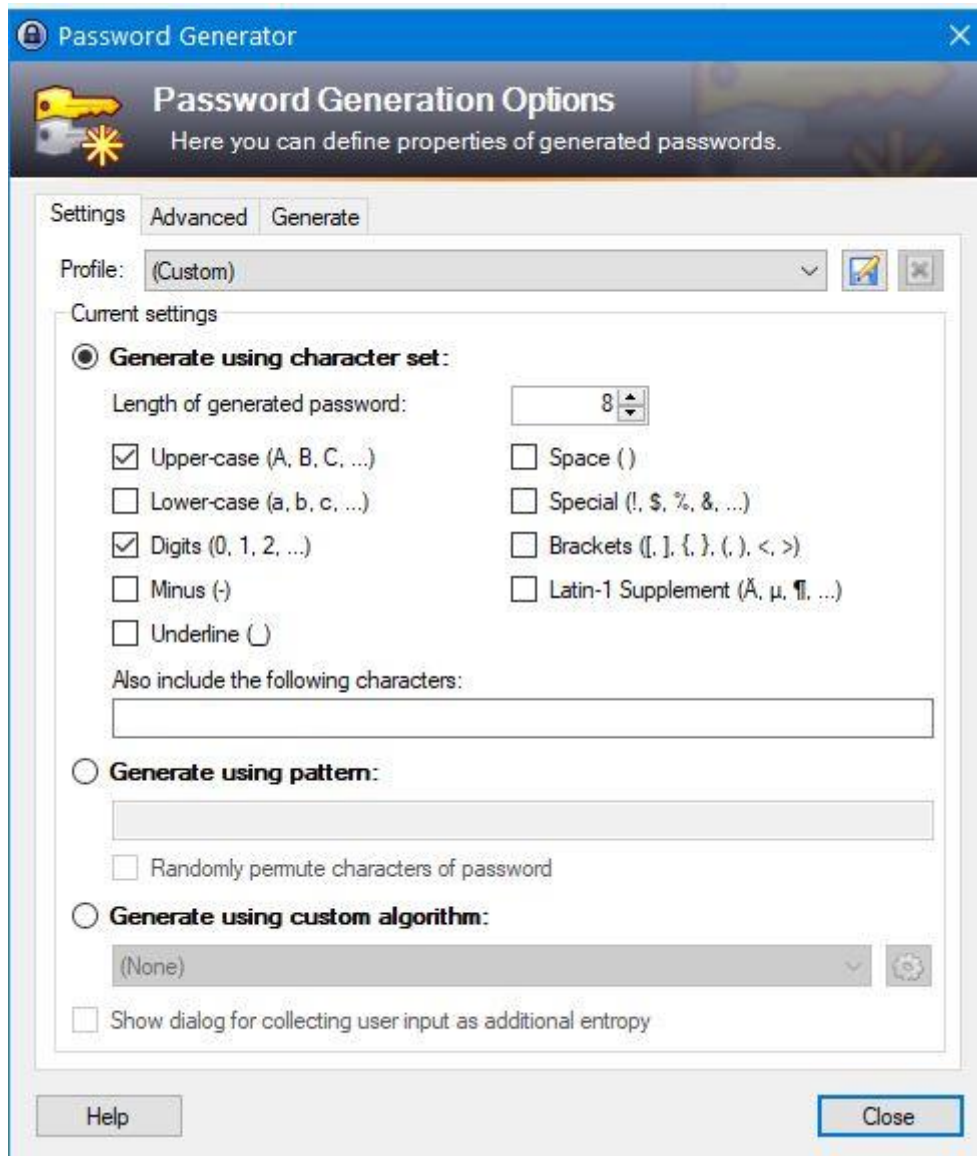 Password Generator
Password Generation Options
Here you can define properties of generated passwords.
Settings Advanced Generate
Profile: (Custom)
Current settings
Generate using character set:
Length of generated password: 8
Upper-case (A, B, C, ...) Space ( )
Lower-case (a, b, c, ...) Special (!, $, %, &, ...)
Digits (0, 1, 2, ...) Brackets ([, ], {, }, (, ), <, >)
Minus (-) Latin-1 Supplement (Ä, µ, ¶, ...)
Underline (_)
Also include the following characters:
Generate using pattern:
Randomly permute characters of password
Generate using custom algorithm:
(None)
Show dialog for collecting user input as additional entropy
Help Close